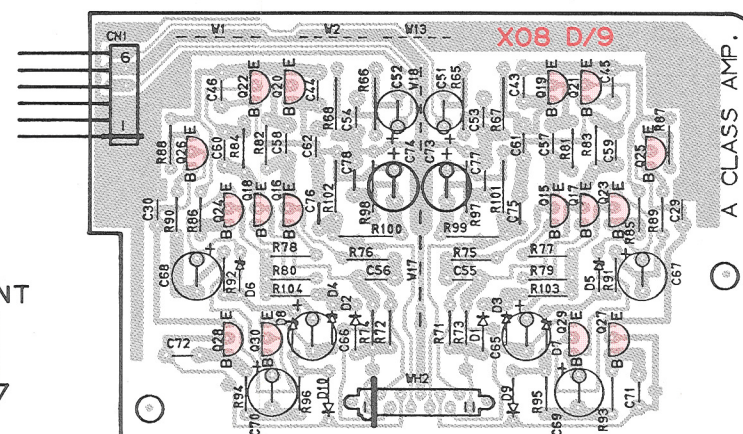 W1 W2 W13
CN1
X08 D/9
6
1
A CLASS AMP.
C46 Q22 E B Q20 E B C44 R68 C54 R66 C52 W18 C51 R65 C53 R67 C43 Q19 E B Q21 E B C45
R88 Q26 E B C60 R84 R82 C58 C62 C78 C74 C73 C77 C61 C57 R81 R83 C59 Q25 E B R87
C30 R90 R86 Q24 E B Q18 E B Q16 E B C76 R102 R98 R97 R101 C75 Q15 E B Q17 E B Q23 E B R85 R89 C29
R100 R99
R78 R76 R75 R77
C68 R92 D6 R80 C56 W17 C55 R79 D5 R91 C67
R104 R103
NT
C72 Q28 E B Q30 E B D8 D4 D2 C66 R74 R72 R71 R73 D1 D3 C65 D7 Q29 E B Q27 E B
7
R94 C70 R96 D10 WH2 D9 R95 C69 R93 C71
1 11